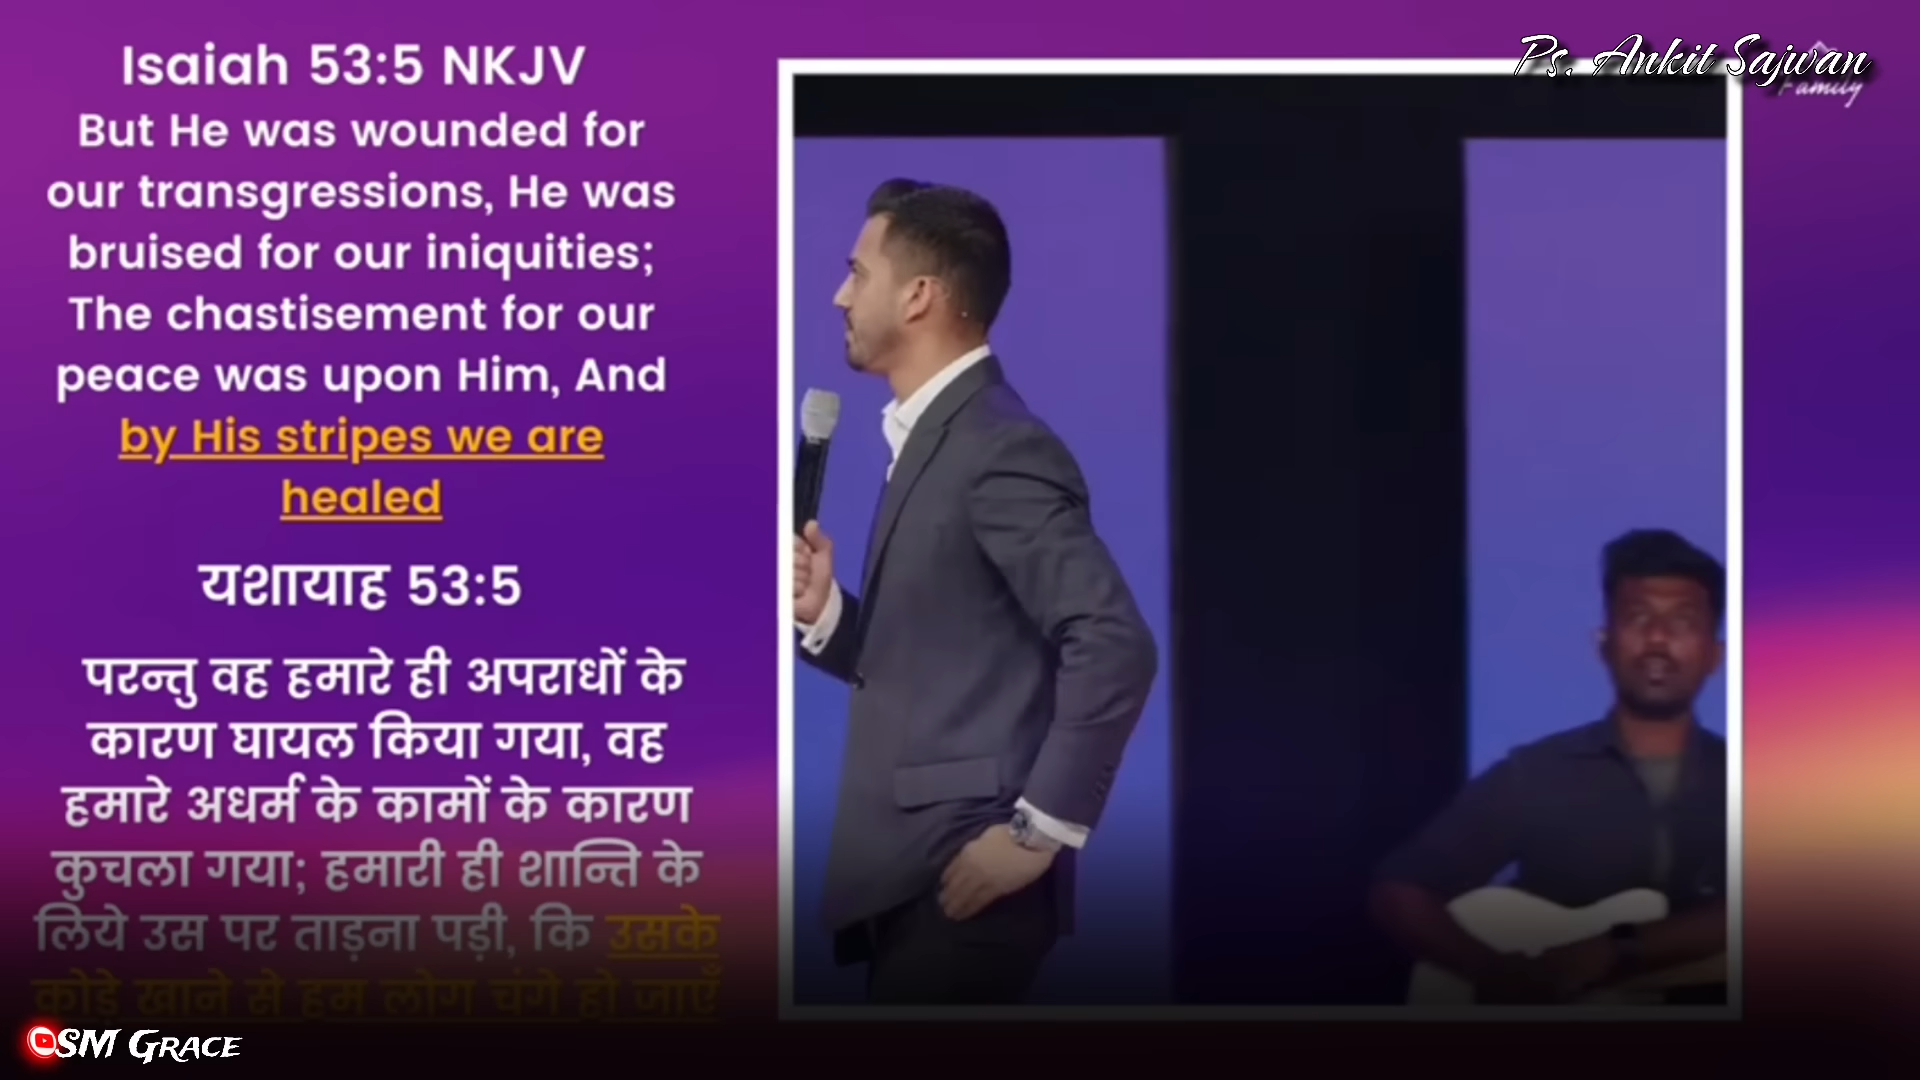 Isaiah 53:5 NKJV
But He was wounded for
our transgressions, He was
bruised for our iniquities;
The chastisement for our
peace was upon Him, And
by His stripes we are
healed
यशायाह 53:5
परन्तु वह हमारे ही अपराधों के
कारण घायल किया गया, वह
हमारे अधर्म के कामों के कारण
कुचला गया; हमारी ही शान्ति के
लिये उस पर ताड़ना पड़ी, कि उसके
कोड़े खाने से हम लोग चंगे हो जाएँ
Ps. Ankit Sajwan
Family
SM GRACE